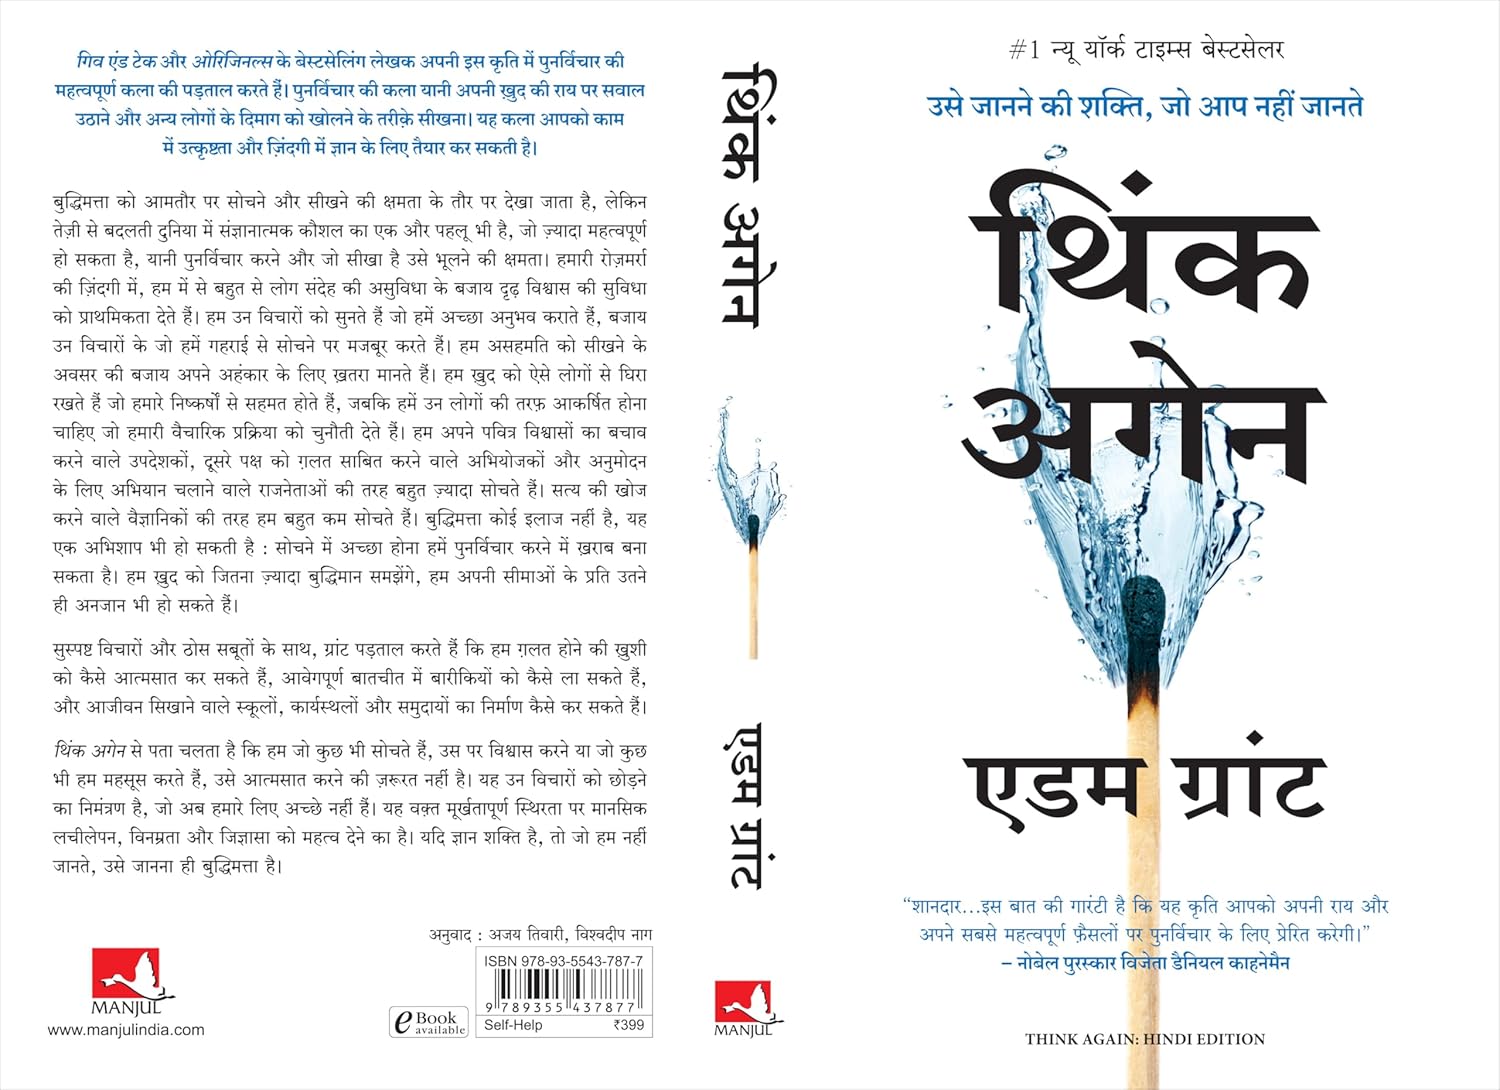 गिव एंड टेक और ओरिजिनल्स के बेस्टसेलिंग लेखक अपनी इस कृति में पुनर्विचार की
महत्वपूर्ण कला की पड़ताल करते हैं। पुनर्विचार की कला यानी अपनी ख़ुद की राय पर सवाल
उठाने और अन्य लोगों के दिमाग को खोलने के तरीक़े सीखना। यह कला आपको काम
में उत्कृष्टता और ज़िंदगी में ज्ञान के लिए तैयार कर सकती है।
बुद्धिमत्ता को आमतौर पर सोचने और सीखने की क्षमता के तौर पर देखा जाता है, लेकिन
तेज़ी से बदलती दुनिया में संज्ञानात्मक कौशल का एक और पहलू भी है, जो ज़्यादा महत्वपूर्ण
हो सकता है, यानी पुनर्विचार करने और जो सीखा है उसे भूलने की क्षमता। हमारी रोज़मर्रा
की ज़िंदगी में, हम में से बहुत से लोग संदेह की असुविधा के बजाय दृढ़ विश्वास की सुविधा
को प्राथमिकता देते हैं। हम उन विचारों को सुनते हैं जो हमें अच्छा अनुभव कराते हैं, बजाय
उन विचारों के जो हमें गहराई से सोचने पर मजबूर करते हैं। हम असहमति को सीखने के
अवसर की बजाय अपने अहंकार के लिए ख़तरा मानते हैं। हम ख़ुद को ऐसे लोगों से घिरा
रखते हैं जो हमारे निष्कर्षों से सहमत होते हैं, जबकि हमें उन लोगों की तरफ़ आकर्षित होना
चाहिए जो हमारी वैचारिक प्रक्रिया को चुनौती देते हैं। हम अपने पवित्र विश्वासों का बचाव
करने वाले उपदेशकों, दूसरे पक्ष को ग़लत साबित करने वाले अभियोजकों और अनुमोदन
के लिए अभियान चलाने वाले राजनेताओं की तरह बहुत ज़्यादा सोचते हैं। सत्य की खोज
करने वाले वैज्ञानिकों की तरह हम बहुत कम सोचते हैं। बुद्धिमत्ता कोई इलाज नहीं है, यह
एक अभिशाप भी हो सकती है : सोचने में अच्छा होना हमें पुनर्विचार करने में ख़राब बना
सकता है। हम ख़ुद को जितना ज़्यादा बुद्धिमान समझेंगे, हम अपनी सीमाओं के प्रति उतने
ही अनजान भी हो सकते हैं।
सुस्पष्ट विचारों और ठोस सबूतों के साथ, ग्रांट पड़ताल करते हैं कि हम ग़लत होने की ख़ुशी
को कैसे आत्मसात कर सकते हैं, आवेगपूर्ण बातचीत में बारीकियों को कैसे ला सकते हैं,
और आजीवन सिखाने वाले स्कूलों, कार्यस्थलों और समुदायों का निर्माण कैसे कर सकते हैं।
थिंक अगेन से पता चलता है कि हम जो कुछ भी सोचते हैं, उस पर विश्वास करने या जो कुछ
भी हम महसूस करते हैं, उसे आत्मसात करने की ज़रूरत नहीं है। यह उन विचारों को छोड़ने
का निमंत्रण है, जो अब हमारे लिए अच्छे नहीं हैं। यह वक़्त मूर्खतापूर्ण स्थिरता पर मानसिक
लचीलेपन, विनम्रता और जिज्ञासा को महत्व देने का है। यदि ज्ञान शक्ति है, तो जो हम नहीं
जानते, उसे जानना ही बुद्धिमत्ता है।
अनुवाद : अजय तिवारी, विश्वदीप नाग
MANJUL
www.manjulindia.com
eBook available
ISBN 978-93-5543-787-7
9 789355 437877
Self-Help ₹399
थिंक अगेन
एडम ग्रांट
MANJUL
#1 न्यू यॉर्क टाइम्स बेस्टसेलर
उसे जानने की शक्ति, जो आप नहीं जानते
थिंक
अगेन
एडम ग्रांट
“शानदार...इस बात की गारंटी है कि यह कृति आपको अपनी राय और
अपने सबसे महत्वपूर्ण फ़ैसलों पर पुनर्विचार के लिए प्रेरित करेगी।”
– नोबेल पुरस्कार विजेता डैनियल काहनेमैन
THINK AGAIN: HINDI EDITION